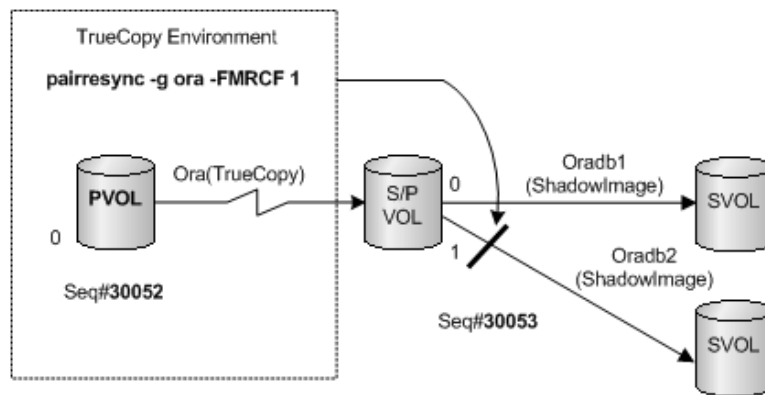 TrueCopy Environment
pairresync -g ora -FMRCF 1
Ora(TrueCopy)
PVOL
0
Seq#30052
S/P
VOL
0
1
Oradb1
(ShadowImage)
SVOL
Oradb2
(ShadowImage)
Seq#30053
SVOL